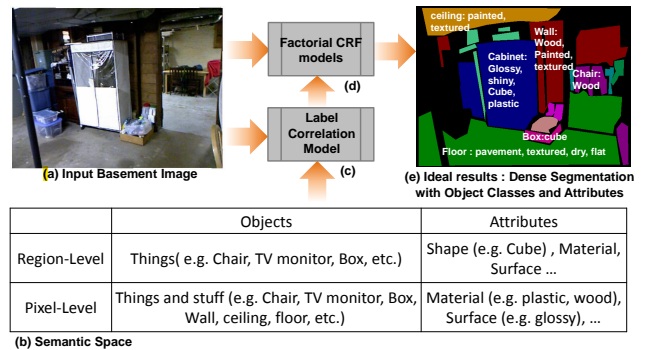 ceiling: painted,
textured
Wall:
Wood,
Painted,
textured
Cabinet:
Glossy,
shiny,
Cube,
plastic
Chair:
Wood
Box:cube
Floor : pavement, textured, dry, flat
Factorial CRF
models
(d)
Label
Correlation
Model
(c)
(a) Input Basement Image
(e) Ideal results : Dense Segmentation
with Object Classes and Attributes
Objects
Attributes
Region-Level
Things( e.g. Chair, TV monitor, Box, etc.)
Shape (e.g. Cube) , Material,
Surface ...
Pixel-Level
Things and stuff (e.g. Chair, TV monitor, Box,
Wall, ceiling, floor, etc.)
Material (e.g. plastic, wood),
Surface (e.g. glossy), ...
(b) Semantic Space